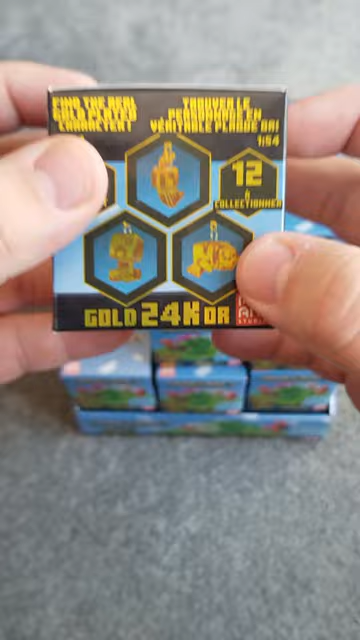 FIND THE REAL
GOLD PLATED
CHARACTER!
TROUVER LE
PERSONNAGE EN
VÉRITABLE PLAQUÉ OR!
1:54
12
À
COLLECTIONNER
GOLD 24K OR